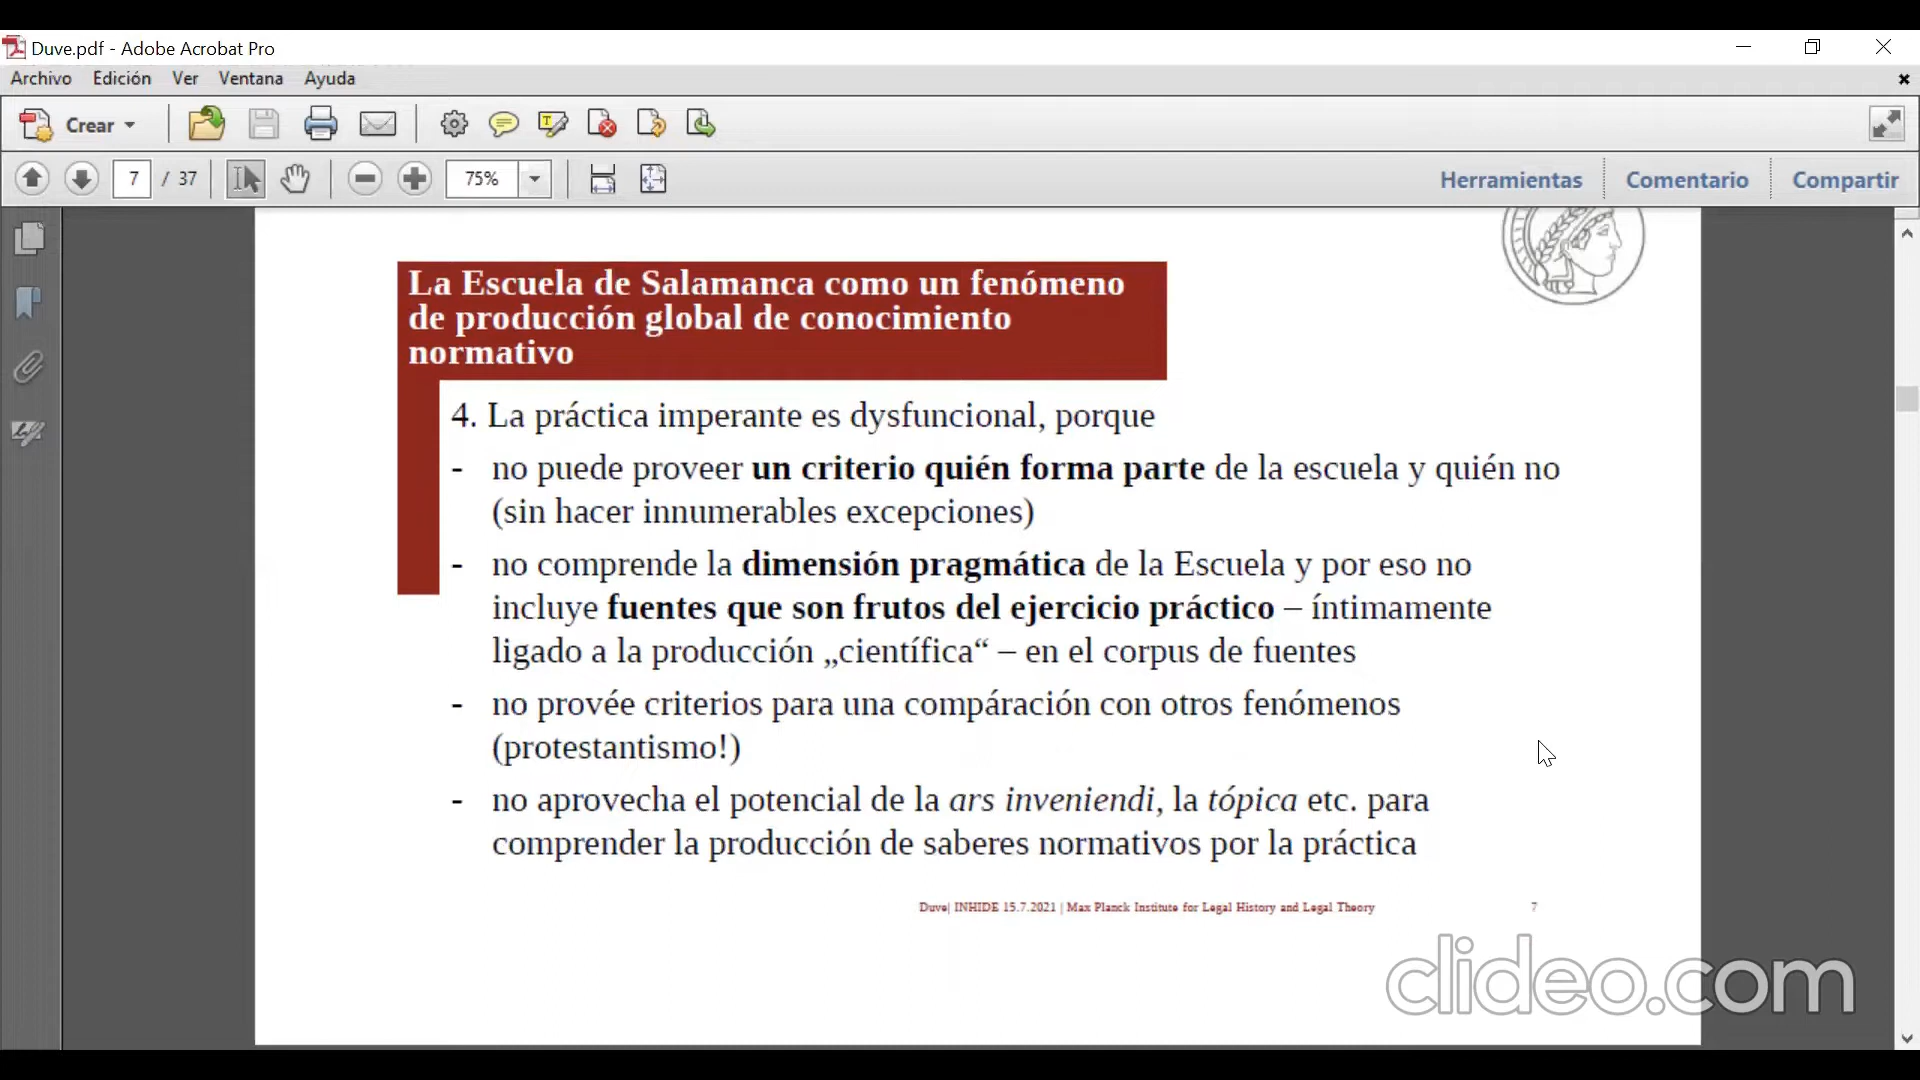 Duve.pdf - Adobe Acrobat Pro
Archivo Edición Ver Ventana Ayuda
Crear
7 / 37 75% Herramientas Comentario Compartir
La Escuela de Salamanca como un fenómeno
de producción global de conocimiento
normativo
4. La práctica imperante es dysfuncional, porque
- no puede proveer un criterio quién forma parte de la escuela y quién no
(sin hacer innumerables excepciones)
- no comprende la dimensión pragmática de la Escuela y por eso no
incluye fuentes que son frutos del ejercicio práctico – íntimamente
ligado a la producción „científica“ – en el corpus de fuentes
- no provée criterios para una compáración con otros fenómenos
(protestantismo!)
- no aprovecha el potencial de la ars inveniendi, la tópica etc. para
comprender la producción de saberes normativos por la práctica
Duve| INHIDE 15.7.2021 | Max Planck Institute for Legal History and Legal Theory 7
clideo.com